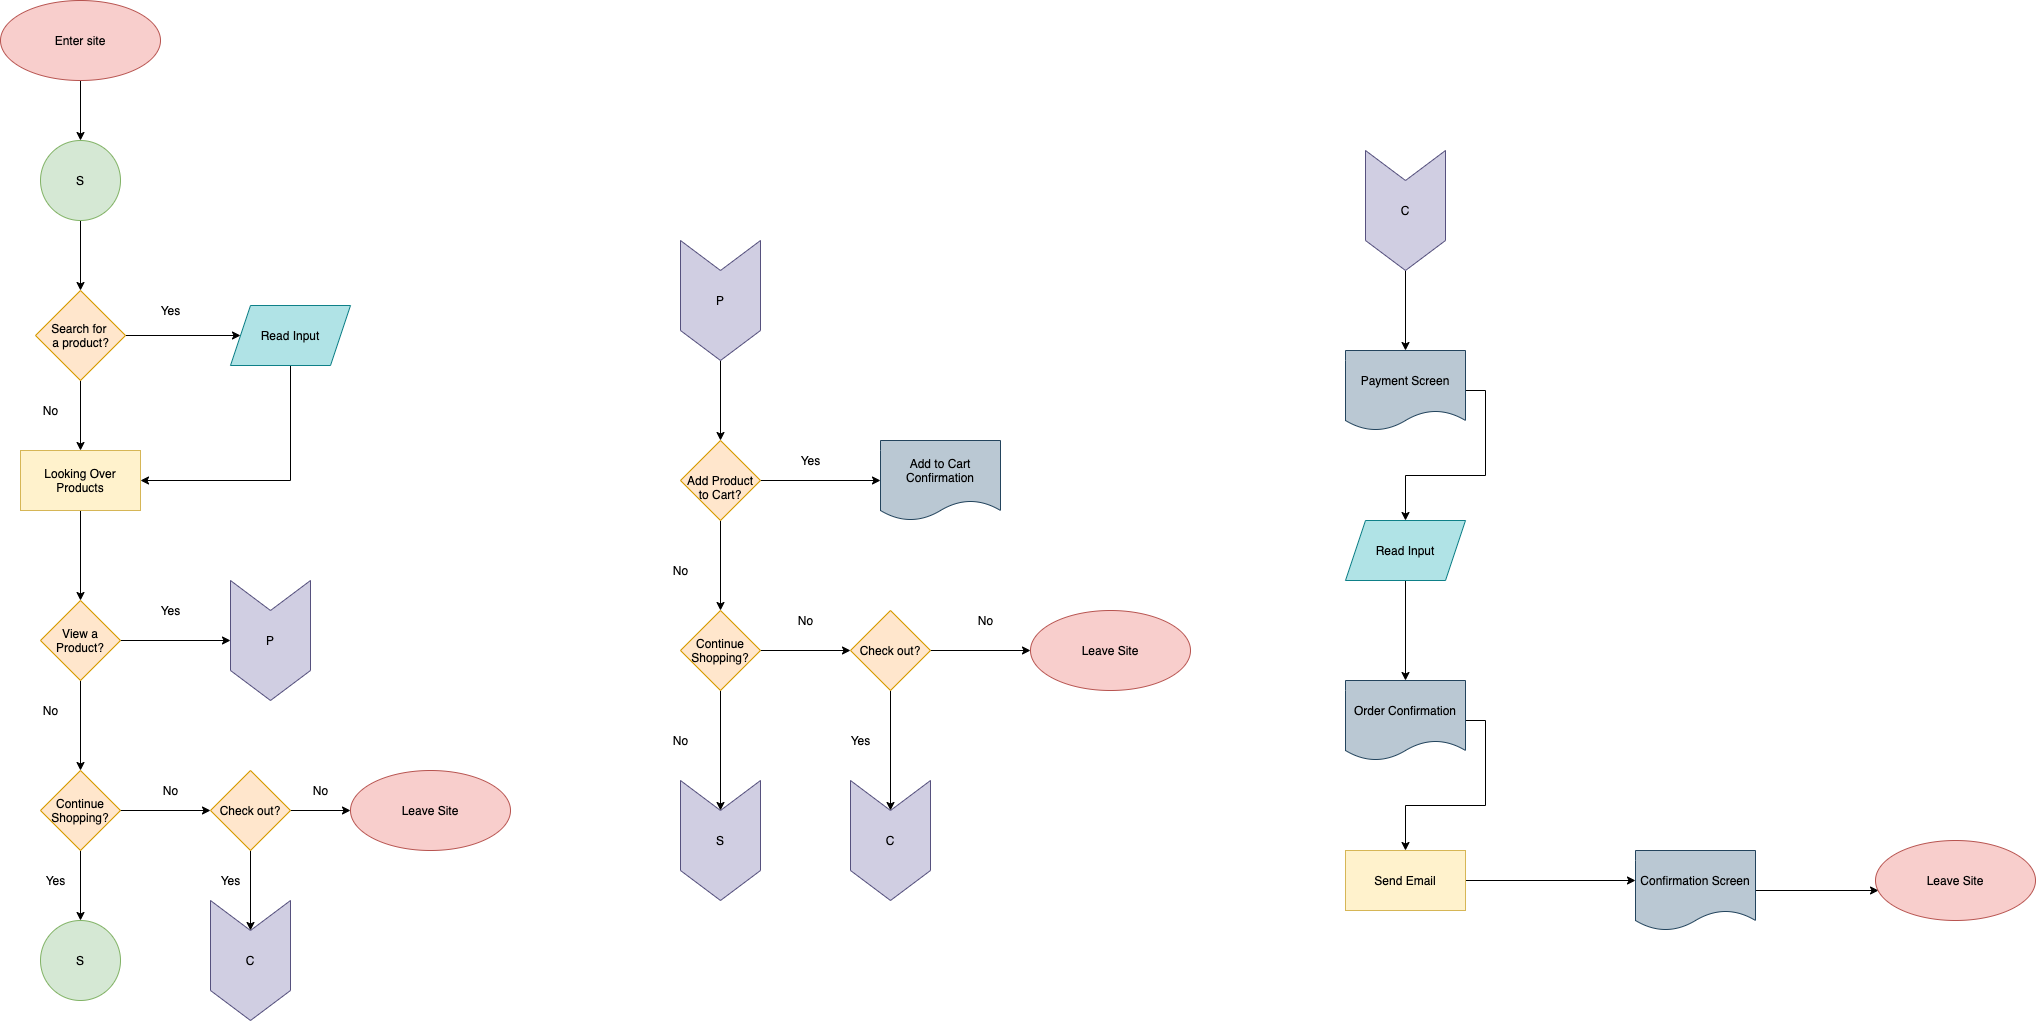 Enter site
S
Search for
a product?
Yes
Read Input
No
Looking Over
Products
View a
Product?
Yes
P
No
Continue
Shopping?
No
Check out?
No
Leave Site
Yes
S
Yes
C
P
Add Product
to Cart?
Yes
Add to Cart
Confirmation
No
Continue
Shopping?
No
Check out?
No
Leave Site
No
S
Yes
C
C
Payment Screen
Read Input
Order Confirmation
Send Email
Confirmation Screen
Leave Site